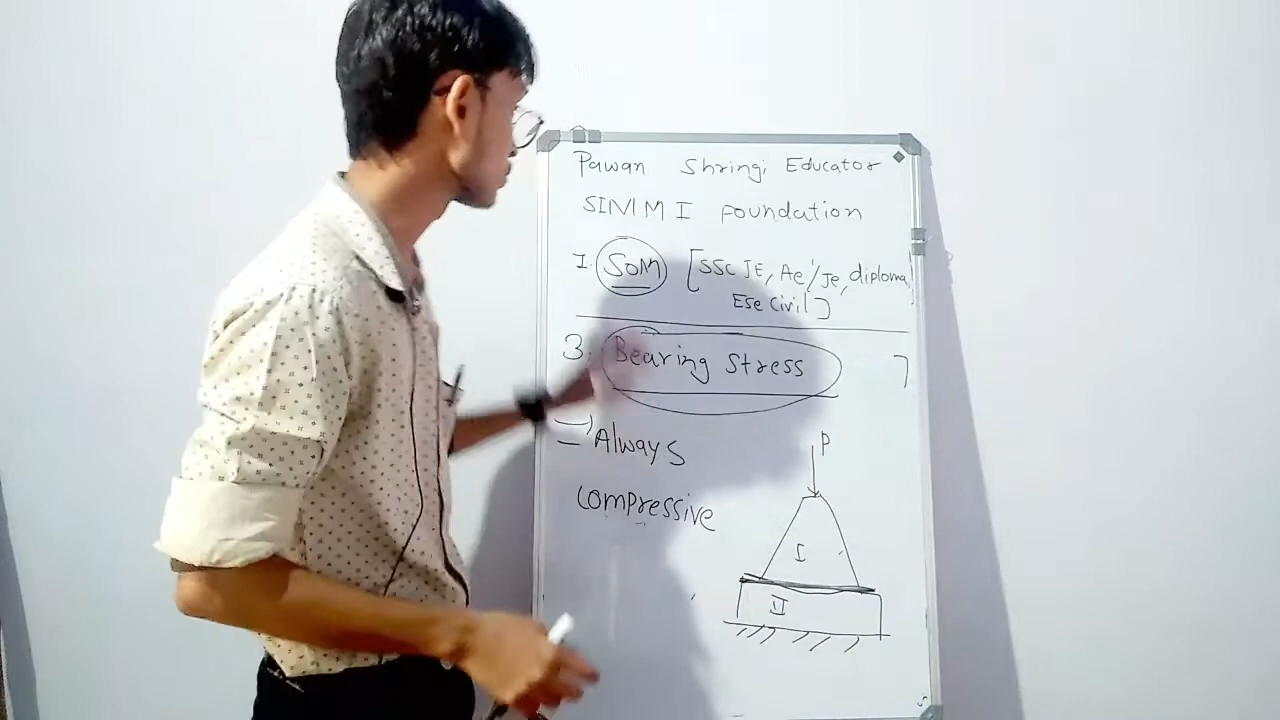 Pawan Shringi Educator
SINMMI Foundation
1. SOM [SSC JE, Ae/Je, diploma,
Ese Civil]
3. Bearing Stress ]
→ Always
compressive
P
I
II